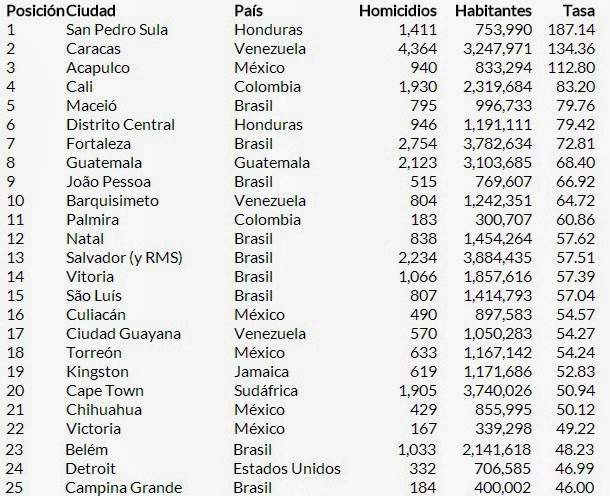 Posición Ciudad País Homicidios Habitantes Tasa
1 San Pedro Sula Honduras 1,411 753,990 187.14
2 Caracas Venezuela 4,364 3,247,971 134.36
3 Acapulco México 940 833,294 112.80
4 Cali Colombia 1,930 2,319,684 83.20
5 Maceió Brasil 795 996,733 79.76
6 Distrito Central Honduras 946 1,191,111 79.42
7 Fortaleza Brasil 2,754 3,782,634 72.81
8 Guatemala Guatemala 2,123 3,103,685 68.40
9 João Pessoa Brasil 515 769,607 66.92
10 Barquisimeto Venezuela 804 1,242,351 64.72
11 Palmira Colombia 183 300,707 60.86
12 Natal Brasil 838 1,454,264 57.62
13 Salvador (y RMS) Brasil 2,234 3,884,435 57.51
14 Vitoria Brasil 1,066 1,857,616 57.39
15 São Luís Brasil 807 1,414,793 57.04
16 Culiacán México 490 897,583 54.57
17 Ciudad Guayana Venezuela 570 1,050,283 54.27
18 Torreón México 633 1,167,142 54.24
19 Kingston Jamaica 619 1,171,686 52.83
20 Cape Town Sudáfrica 1,905 3,740,026 50.94
21 Chihuahua México 429 855,995 50.12
22 Victoria México 167 339,298 49.22
23 Belém Brasil 1,033 2,141,618 48.23
24 Detroit Estados Unidos 332 706,585 46.99
25 Campina Grande Brasil 184 400,002 46.00